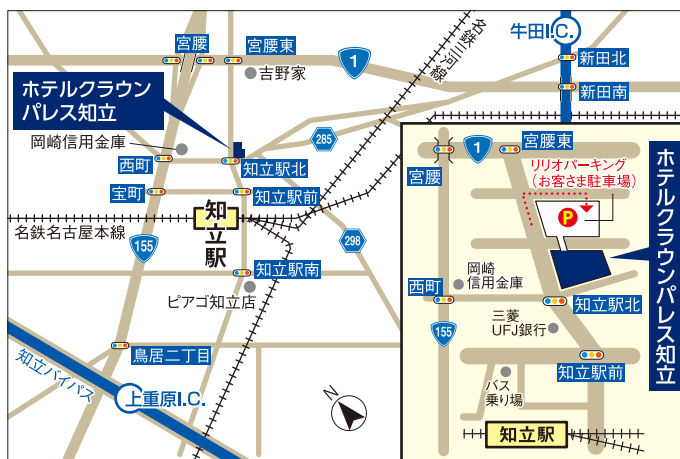 宮腰
宮腰東
1
名鉄三河線
牛田I.C.
新田北
新田南
吉野家
ホテルクラウン
パレス知立
岡崎信用金庫
285
西町
知立駅北
宝町
知立駅前
名鉄名古屋本線
知立駅
155
298
知立駅南
ピアゴ知立店
鳥居二丁目
知立バイパス
上重原I.C.
N
1
宮腰東
宮腰
リリオパーキング
(お客さま駐車場)
P
ホテルクラウンパレス知立
岡崎
信用金庫
西町
知立駅北
155
三菱
UFJ銀行
知立駅前
バス
乗り場
知立駅